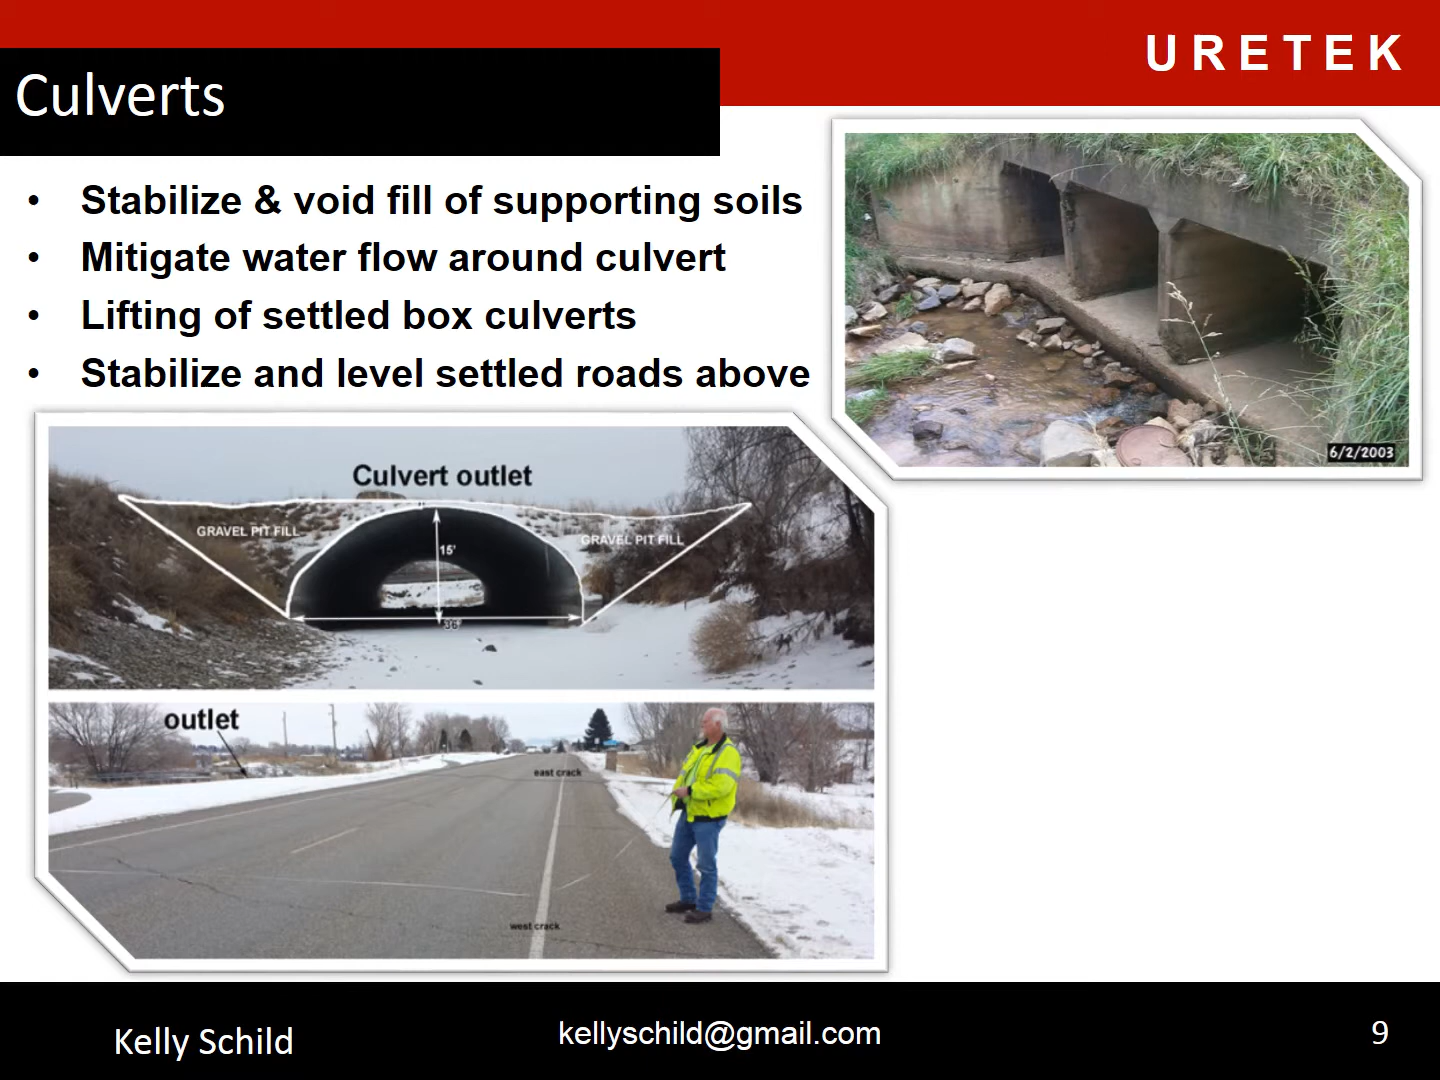 URETEK
Culverts
• Stabilize & void fill of supporting soils
• Mitigate water flow around culvert
• Lifting of settled box culverts
• Stabilize and level settled roads above
6/2/2003
Culvert outlet
GRAVEL PIT FILL
GRAVEL PIT FILL
15'
36'
outlet
east crack
west crack
Kelly Schild
kellyschild@gmail.com
9